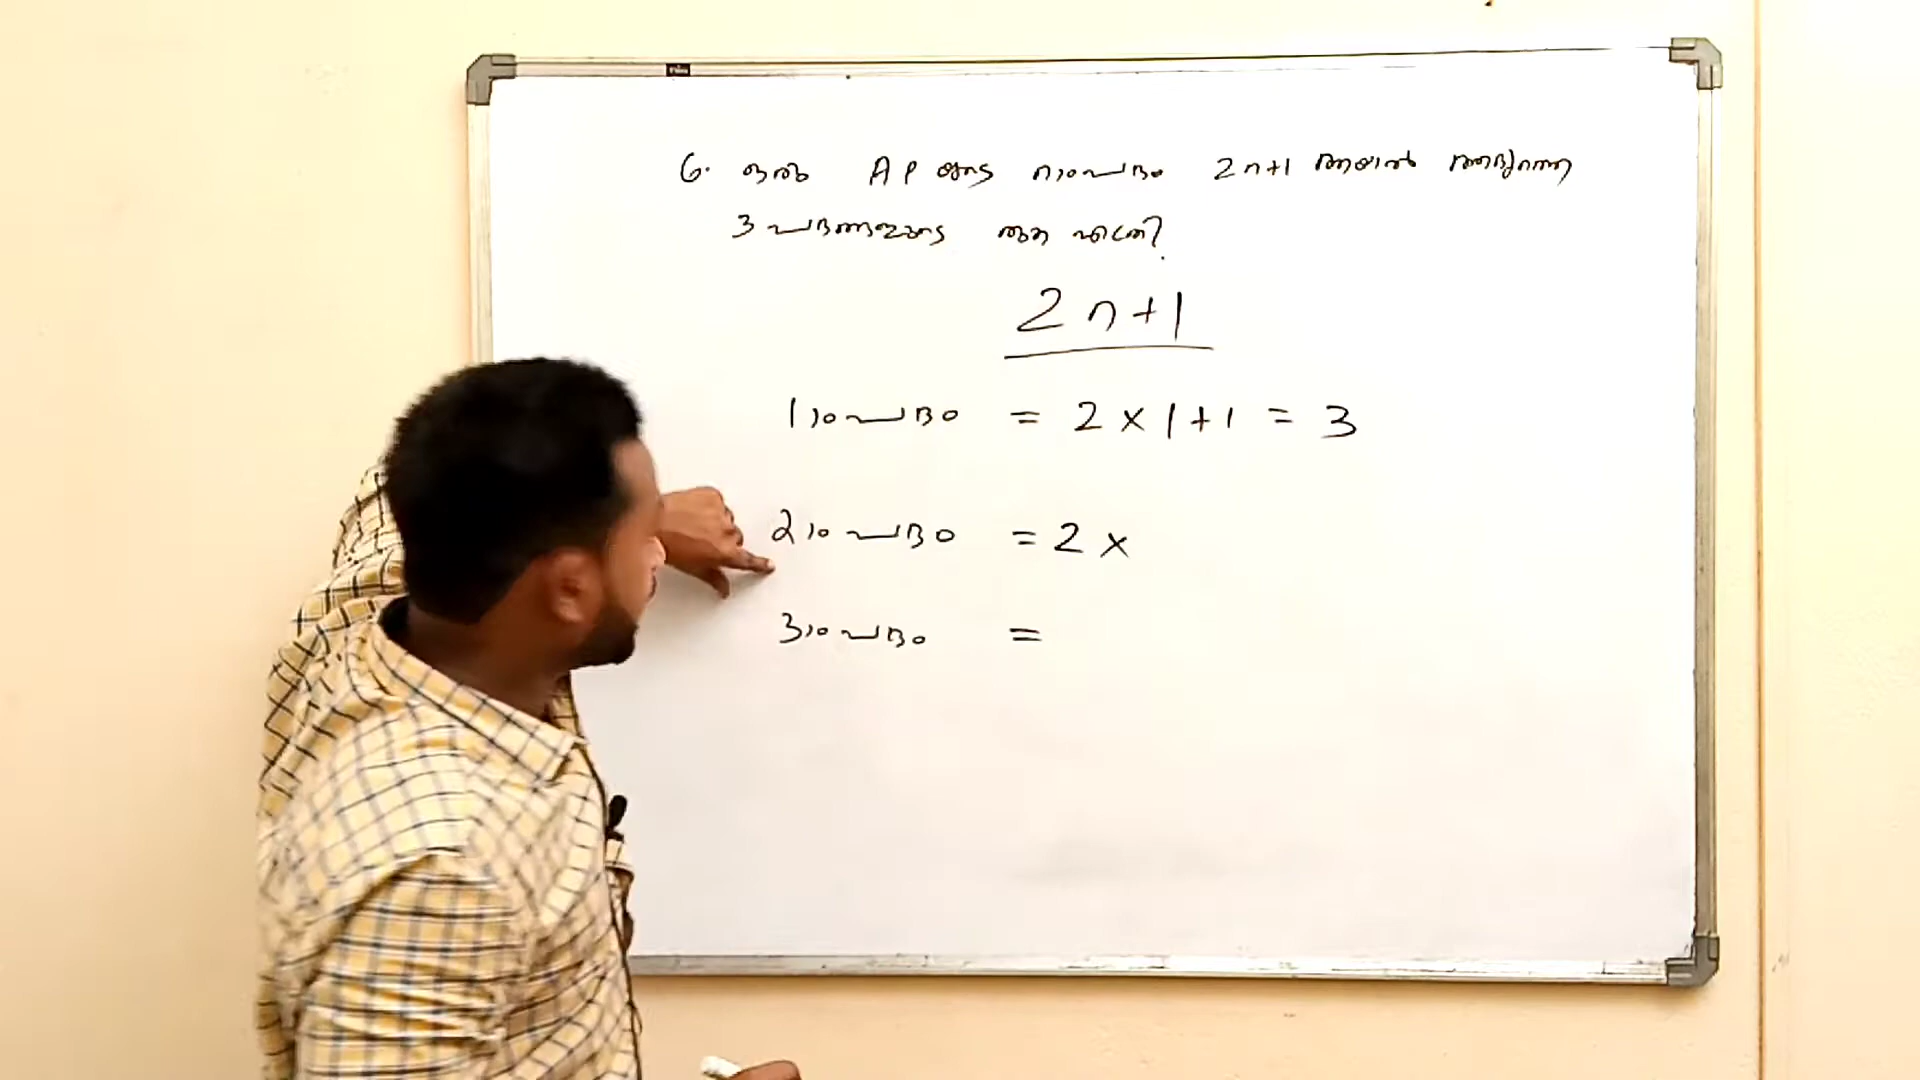 6. ഒരു AP യുടെ n ാം പദം 2n+1 ആയാൽ ആദ്യത്തെ
3 പദങ്ങളുടെ തുക എത്ര?
2n+1
1 ാം പദം = 2 × 1 + 1 = 3
2 ാം പദം = 2 ×
3 ാം പദം =